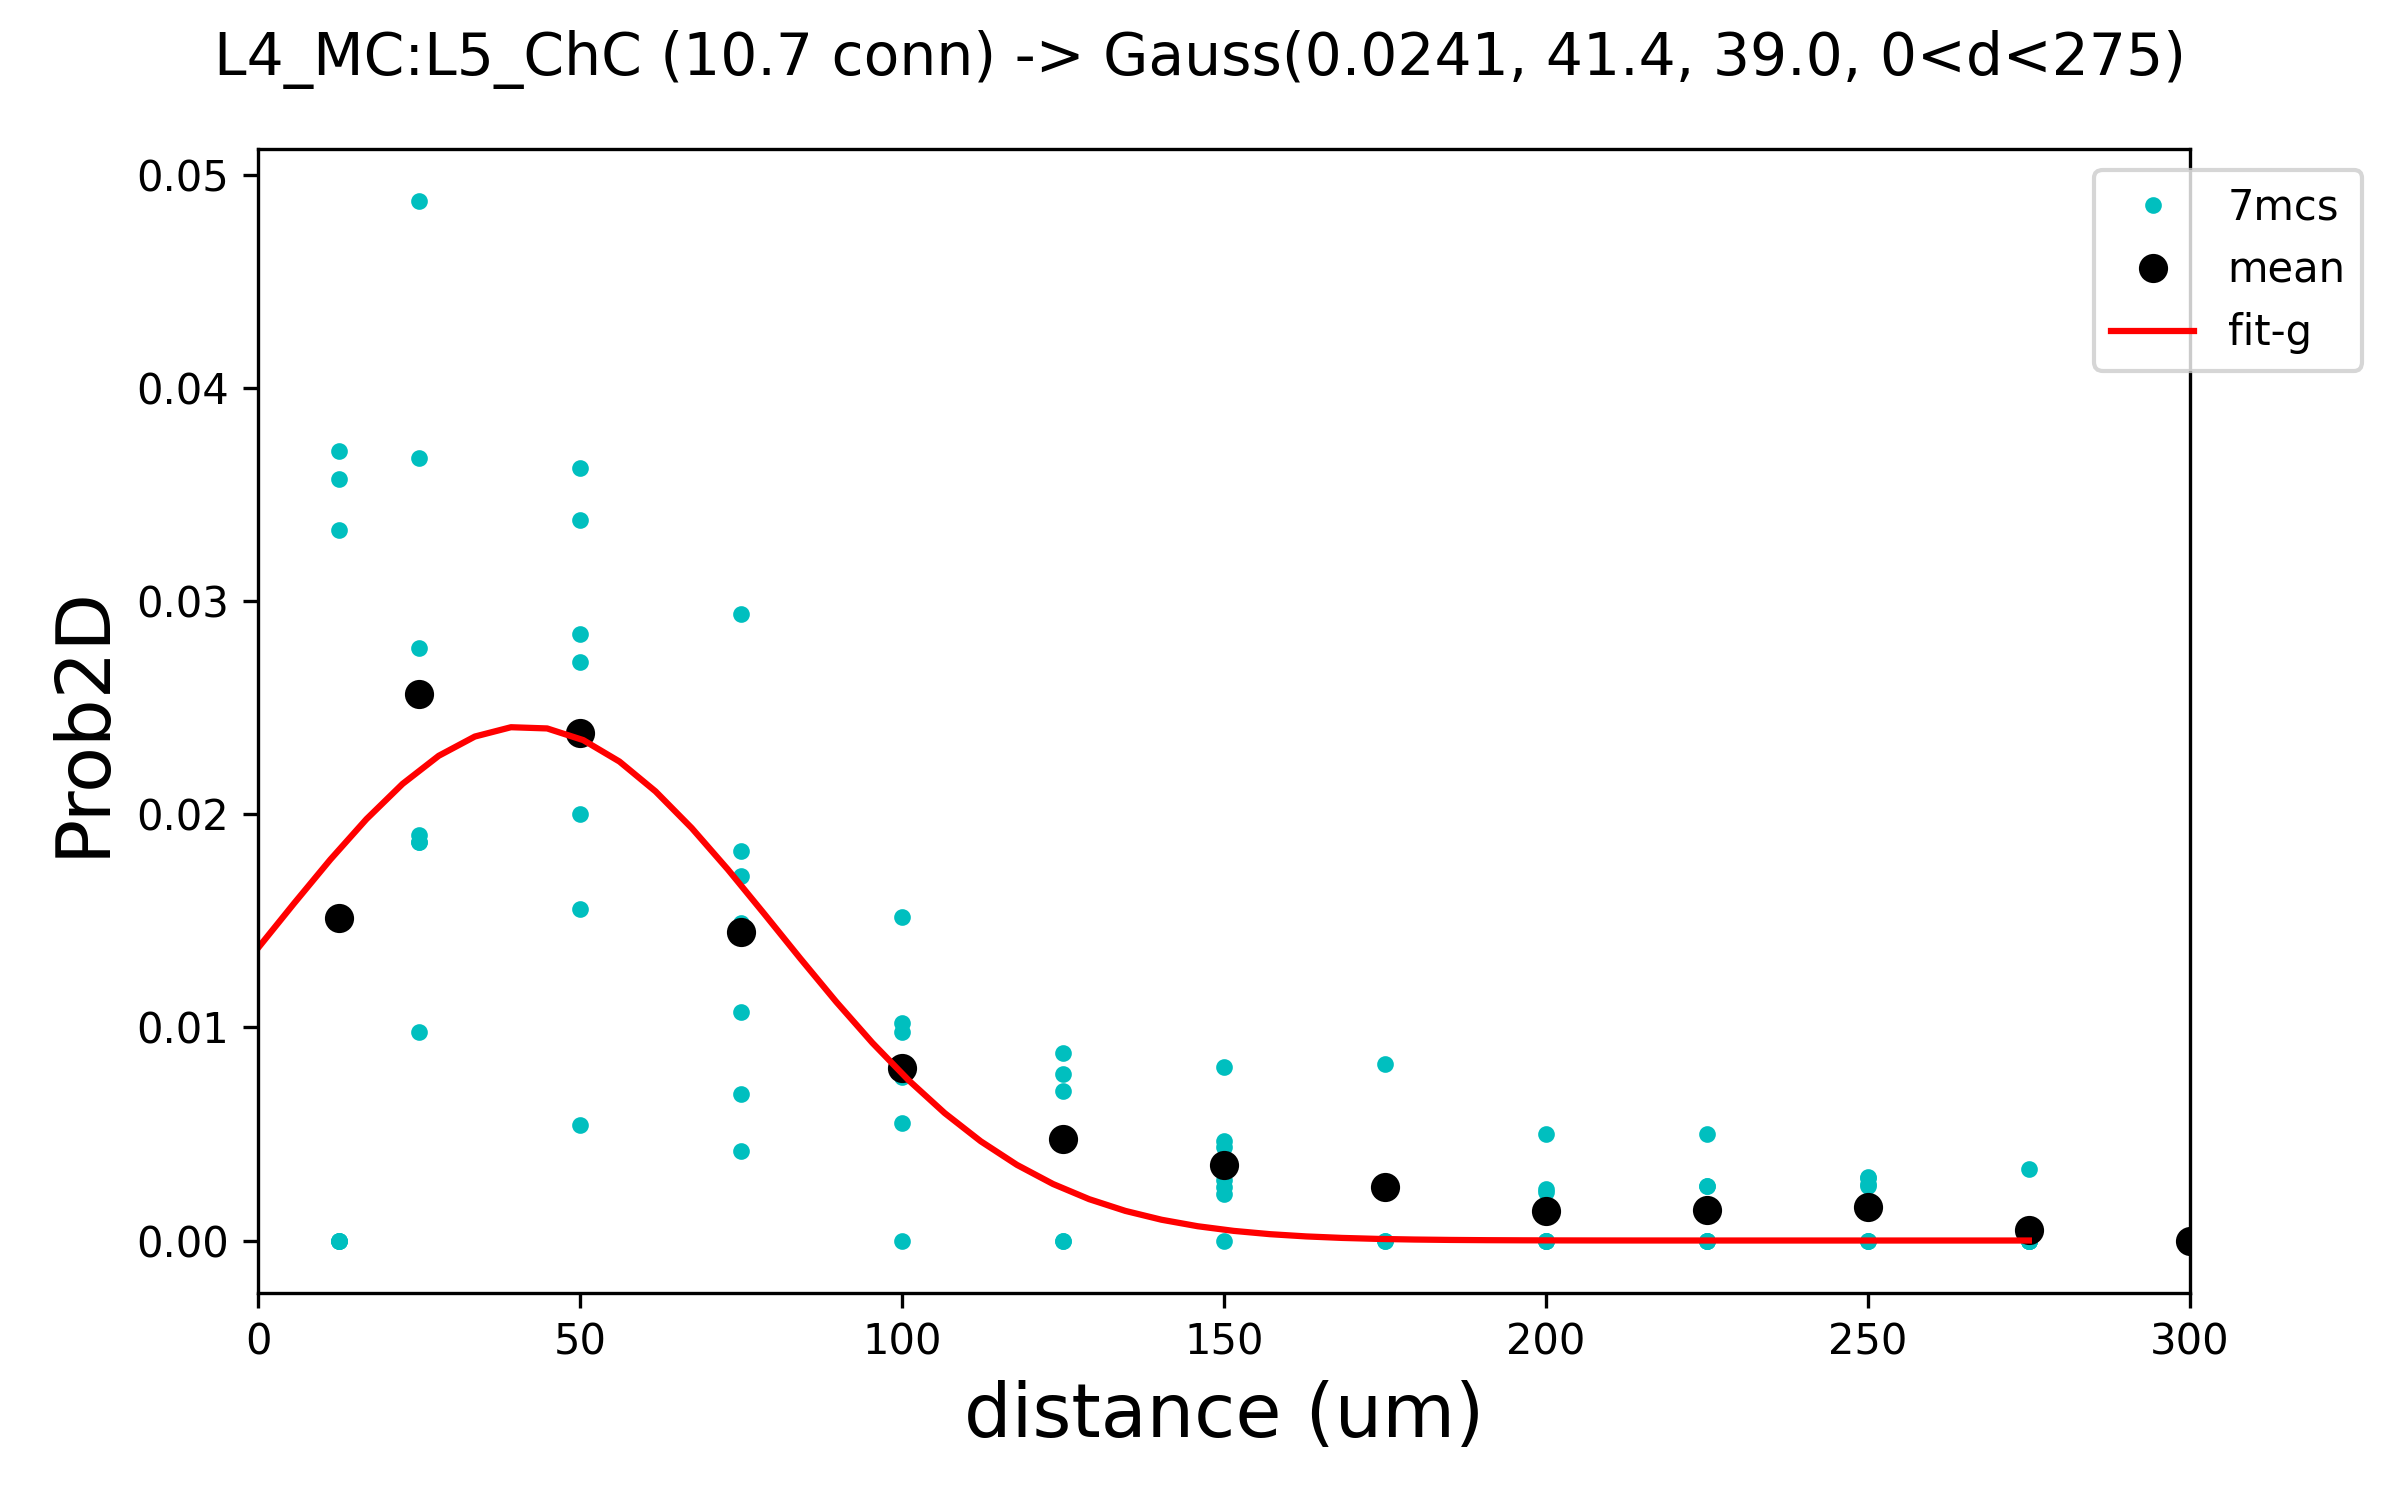 L4_MC:L5_ChC (10.7 conn) -> Gauss(0.0241, 41.4, 39.0, 0<d<275)
7mcs
mean
fit-g
Prob2D
0.05
0.04
0.03
0.02
0.01
0.00
0
50
100
150
200
250
300
distance (um)